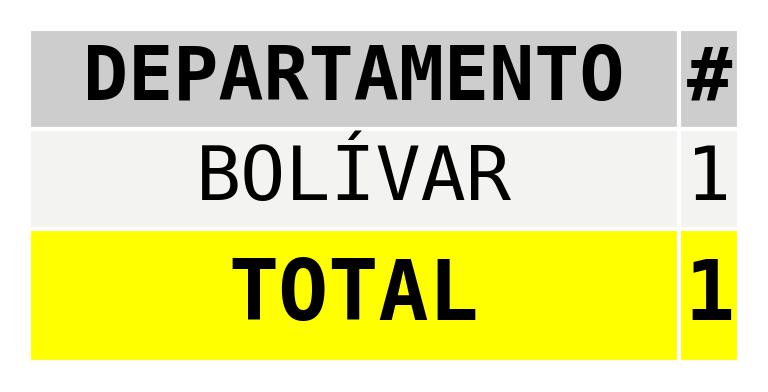 DEPARTAMENTO #
BOLÍVAR 1
TOTAL 1